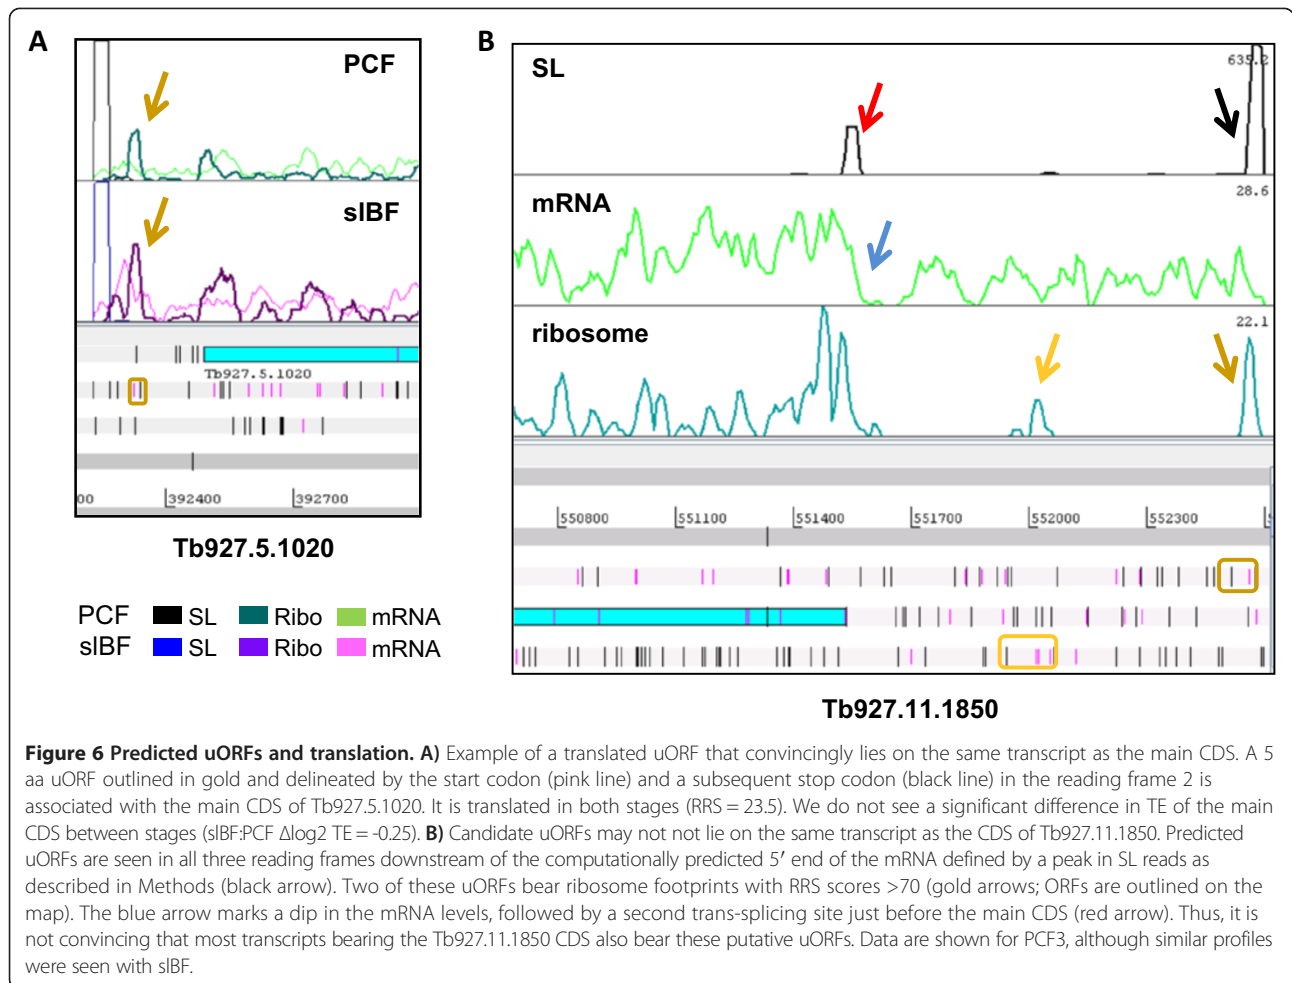 A
PCF
slBF
Tb927.5.1020
00
392400
392700
Tb927.5.1020
PCF SL Ribo mRNA
slBF SL Ribo mRNA
B
SL
635.2
mRNA
28.6
ribosome
22.1
550800
551100
551400
551700
552000
552300
Tb927.11.1850
Figure 6 Predicted uORFs and translation. A) Example of a translated uORF that convincingly lies on the same transcript as the main CDS. A 5
aa uORF outlined in gold and delineated by the start codon (pink line) and a subsequent stop codon (black line) in the reading frame 2 is
associated with the main CDS of Tb927.5.1020. It is translated in both stages (RRS = 23.5). We do not see a significant difference in TE of the main
CDS between stages (slBF:PCF Δlog2 TE = -0.25). B) Candidate uORFs may not not lie on the same transcript as the CDS of Tb927.11.1850. Predicted
uORFs are seen in all three reading frames downstream of the computationally predicted 5′ end of the mRNA defined by a peak in SL reads as
described in Methods (black arrow). Two of these uORFs bear ribosome footprints with RRS scores >70 (gold arrows; ORFs are outlined on the
map). The blue arrow marks a dip in the mRNA levels, followed by a second trans-splicing site just before the main CDS (red arrow). Thus, it is
not convincing that most transcripts bearing the Tb927.11.1850 CDS also bear these putative uORFs. Data are shown for PCF3, although similar profiles
were seen with slBF.